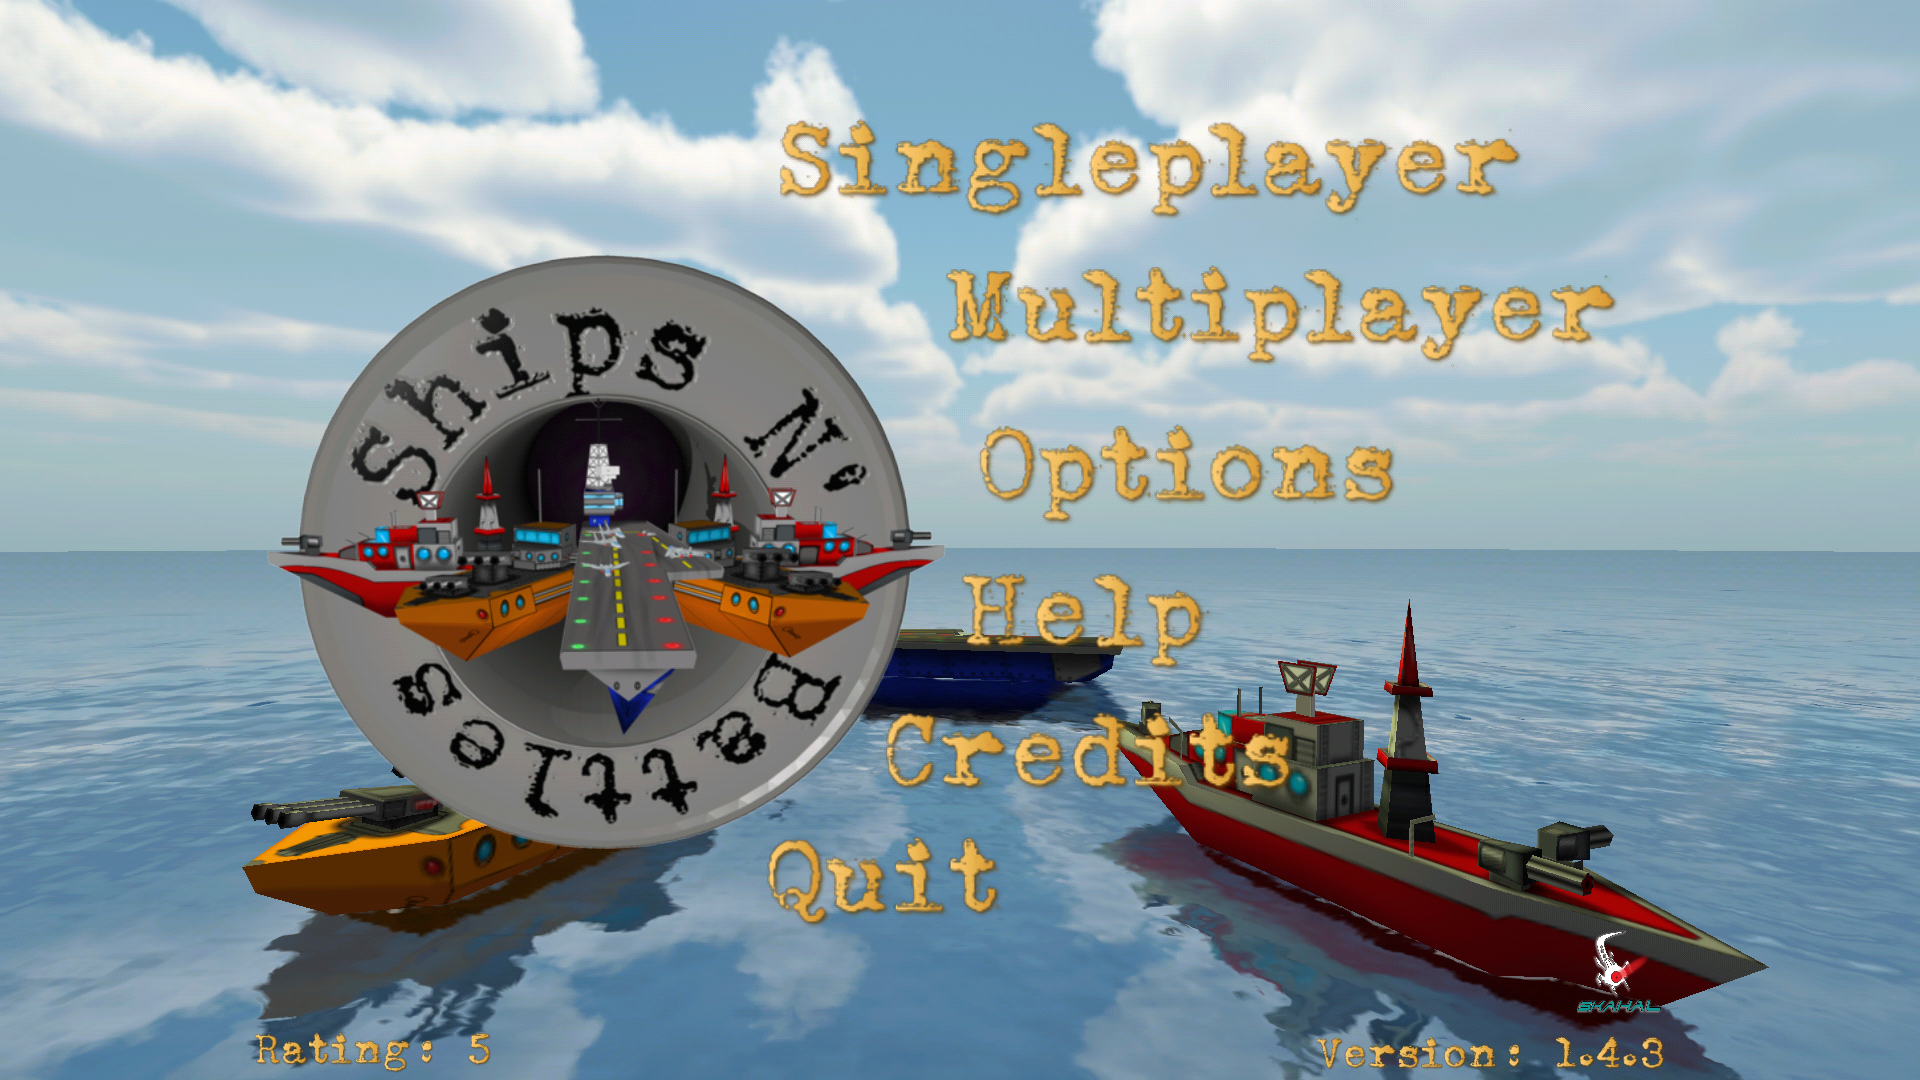 Ships N'
Battles
Singleplayer
Multiplayer
Options
Help
Credits
Quit
SKAHAL
Rating: 5
Version: 1.4.3